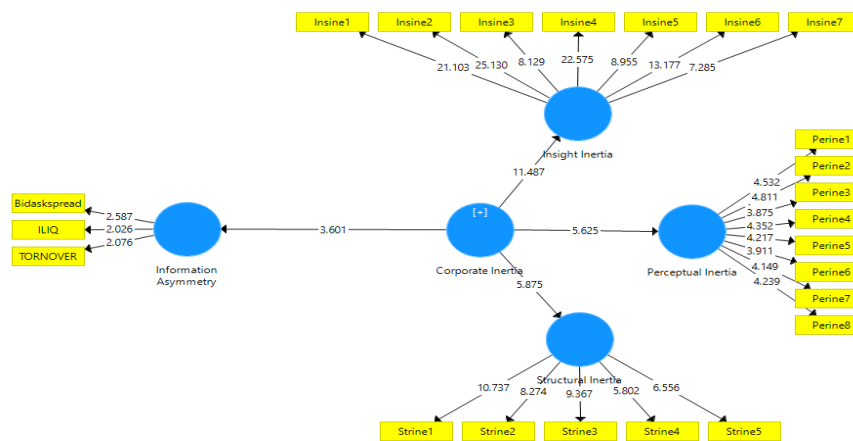 Insine1 Insine2 Insine3 Insine4 Insine5 Insine6 Insine7
21.103 25.130 8.129 22.575 8.955 13.177 7.285
Insight Inertia
11.487
Bidaskspread
ILIQ
TORNOVER
2.587
2.026
2.076
Information
Asymmetry
3.601
[+]
Corporate Inertia
5.625
Perceptual Inertia
4.532
4.811
3.875
4.352
4.217
3.911
4.149
4.239
Perine1
Perine2
Perine3
Perine4
Perine5
Perine6
Perine7
Perine8
5.875
Structural Inertia
10.737 8.274 9.367 5.802 6.556
Strine1 Strine2 Strine3 Strine4 Strine5